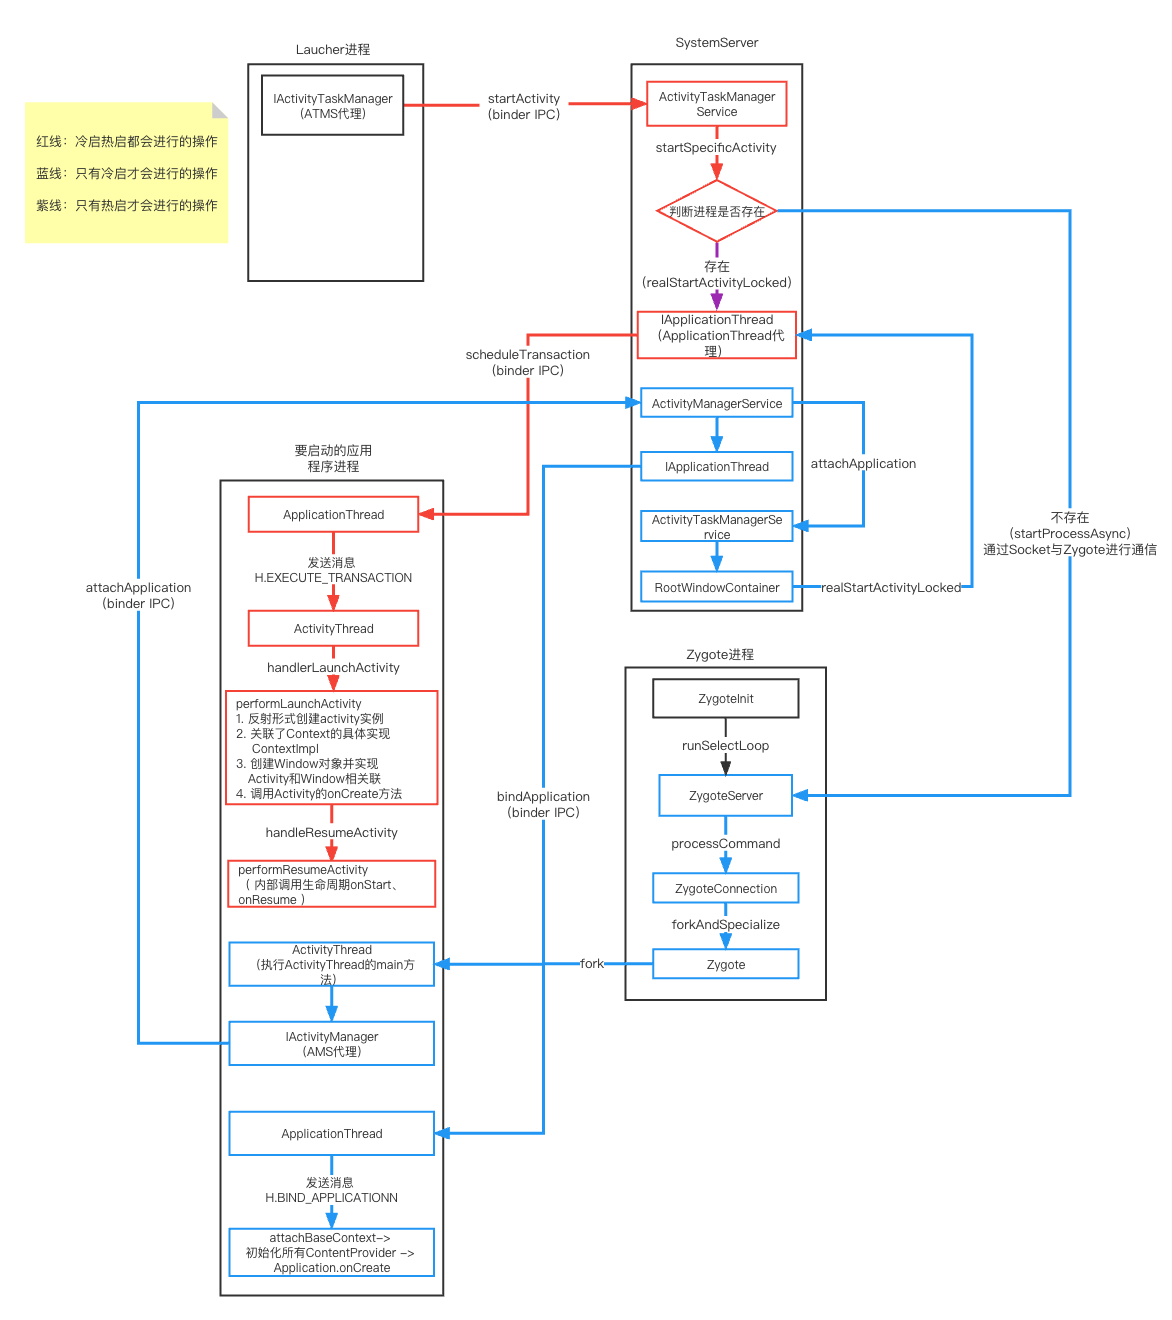 Laucher进程
IActivityTaskManager
(ATMS代理)
红线：冷启热启都会进行的操作
蓝线：只有冷启才会进行的操作
紫线：只有热启才会进行的操作
startActivity
(binder IPC)
SystemServer
ActivityTaskManager
Service
startSpecificActivity
判断进程是否存在
存在
(realStartActivityLocked)
IApplicationThread
(ApplicationThread代
理)
scheduleTransaction
(binder IPC)
ActivityManagerService
IApplicationThread
attachApplication
ActivityTaskManagerSe
rvice
RootWindowContainer
realStartActivityLocked
不存在
(startProcessAsync)
通过Socket与Zygote进行通信
要启动的应用
程序进程
ApplicationThread
发送消息
H.EXECUTE_TRANSACTION
attachApplication
(binder IPC)
ActivityThread
handlerLaunchActivity
performLaunchActivity
1. 反射形式创建activity实例
2. 关联了Context的具体实现
ContextImpl
3. 创建Window对象并实现
Activity和Window相关联
4. 调用Activity的onCreate方法
handleResumeActivity
performResumeActivity
（ 内部调用生命周期onStart、
onResume ）
bindApplication
(binder IPC)
Zygote进程
ZygoteInit
runSelectLoop
ZygoteServer
processCommand
ZygoteConnection
forkAndSpecialize
Zygote
fork
ActivityThread
(执行ActivityThread的main方
法)
IActivityManager
(AMS代理)
ApplicationThread
发送消息
H.BIND_APPLICATIONN
attachBaseContext->
初始化所有ContentProvider ->
Application.onCreate